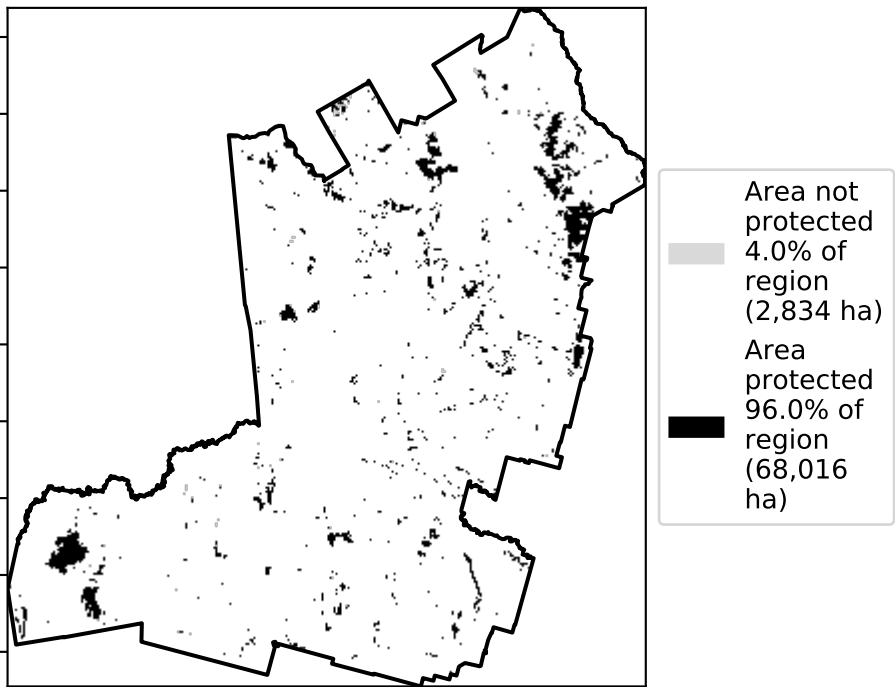 Area not
protected
4.0% of
region
(2,834 ha)
Area
protected
96.0% of
region
(68,016
ha)